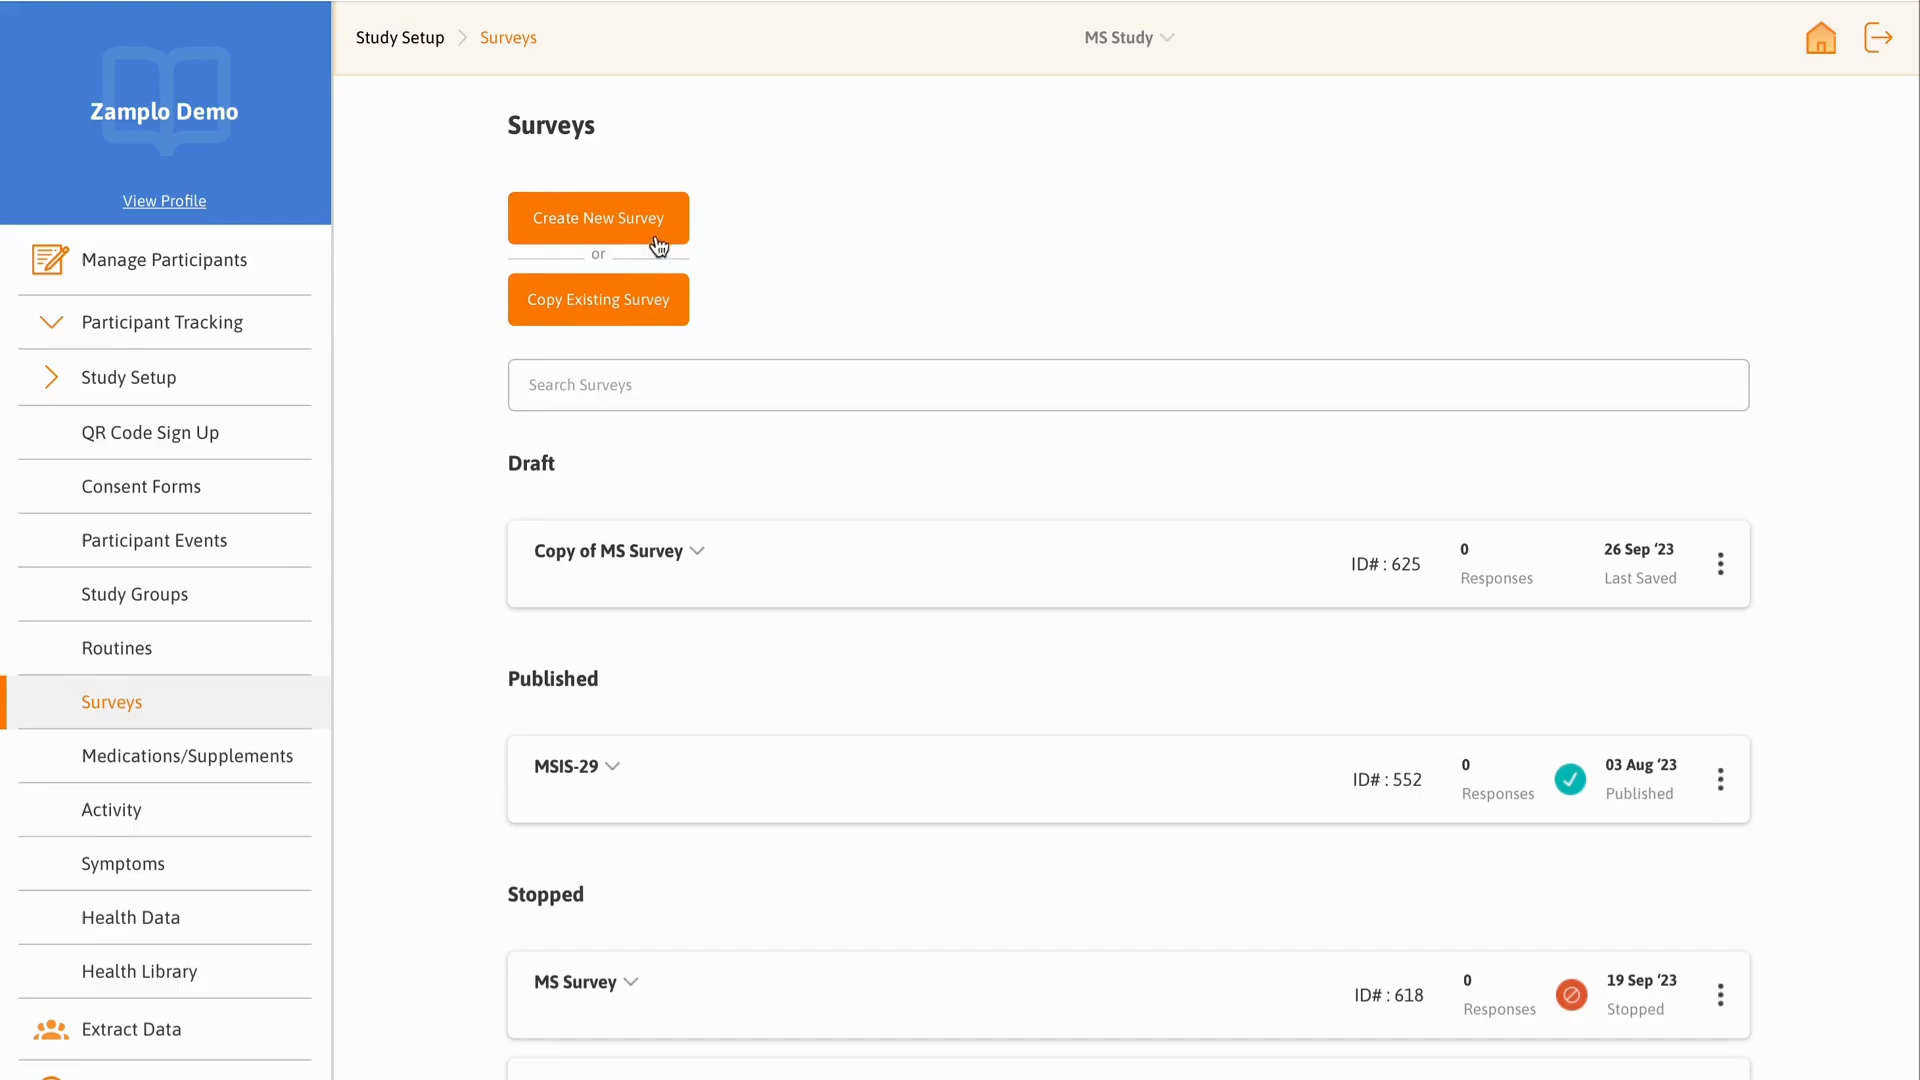 Zamplo Demo
View Profile
Manage Participants
Participant Tracking
Study Setup
QR Code Sign Up
Consent Forms
Participant Events
Study Groups
Routines
Surveys
Medications/Supplements
Activity
Symptoms
Health Data
Health Library
Extract Data
Study Setup Surveys
MS Study
Surveys
Create New Survey
or
Copy Existing Survey
Search Surveys
Draft
Copy of MS Survey
ID# : 625
0
Responses
26 Sep ‘23
Last Saved
Published
MSIS-29
ID# : 552
0
Responses
03 Aug ‘23
Published
Stopped
MS Survey
ID# : 618
0
Responses
19 Sep ‘23
Stopped